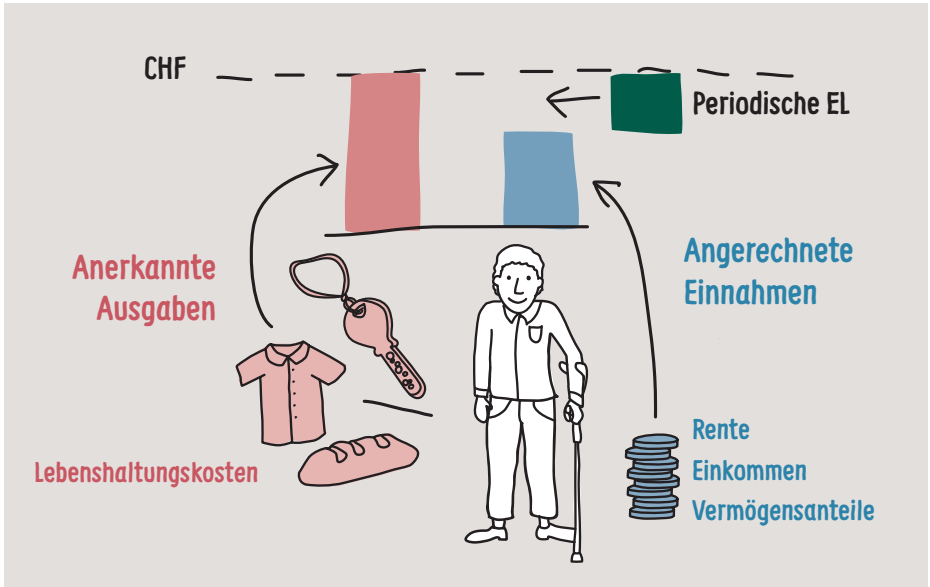 CHF
Periodische EL
Anerkannte
Ausgaben
Angerechnete
Einnahmen
Lebenshaltungskosten
Rente
Einkommen
Vermögensanteile